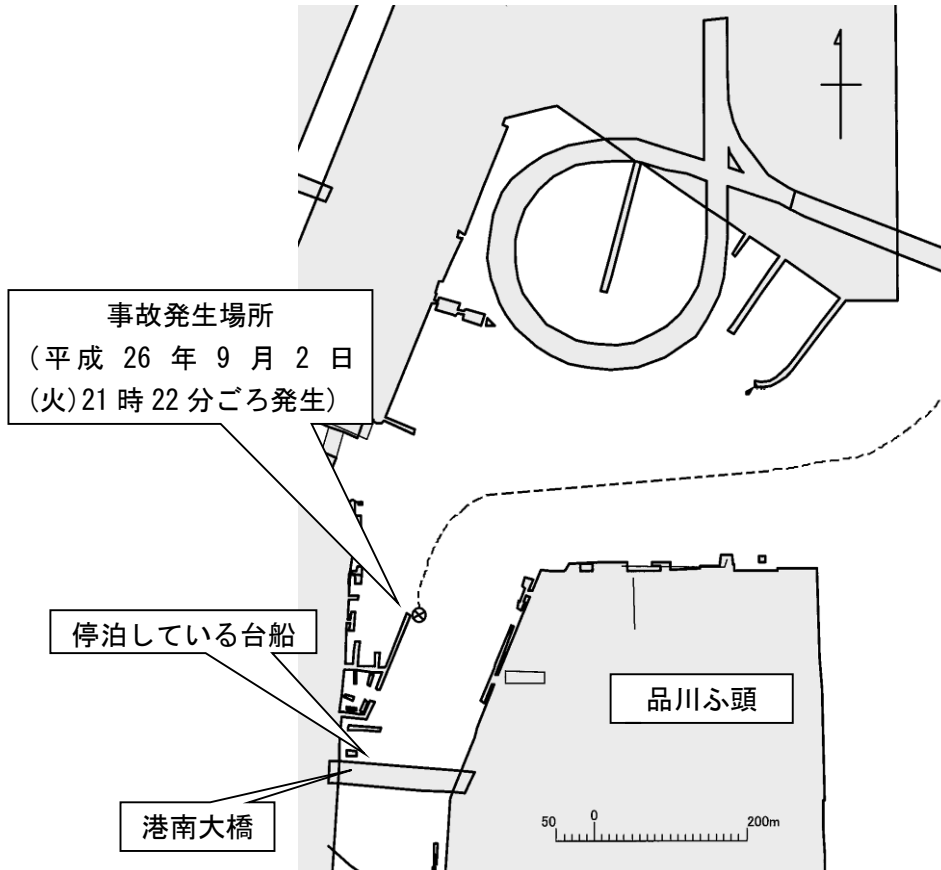 事故発生場所
(平成 26 年 9 月 2 日
(火)21 時 22 分ごろ発生)
停泊している台船
品川ふ頭
港南大橋
50 0 200m